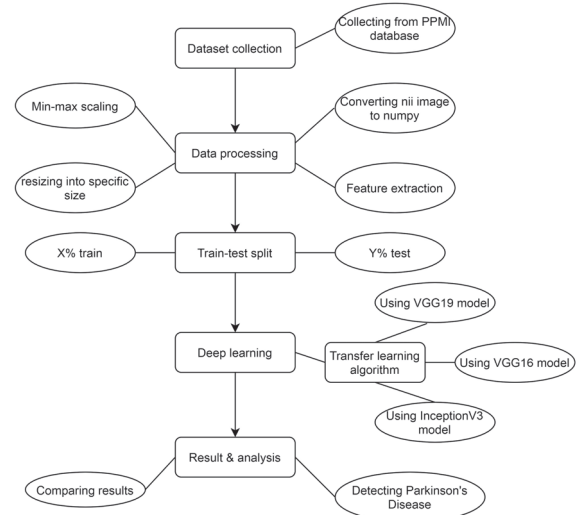 Collecting from PPMI
database
Dataset collection
Min-max scaling
Converting nii image
to numpy
Data processing
resizing into specific
size
Feature extraction
X% train
Train-test split
Y% test
Using VGG19 model
Deep learning
Transfer learning
algorithm
Using VGG16 model
Using InceptionV3
model
Result & analysis
Comparing results
Detecting Parkinson's
Disease